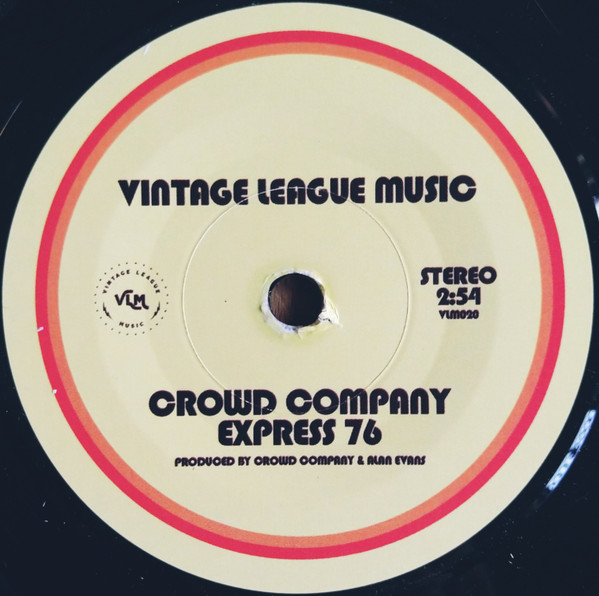 VINTAGE LEAGUE MUSIC
VINTAGE LEAGUE
VLM
MUSIC
STEREO
2:54
VLM020
CROWD COMPANY
EXPRESS 76
PRODUCED BY CROWD COMPANY & ALAN EVANS